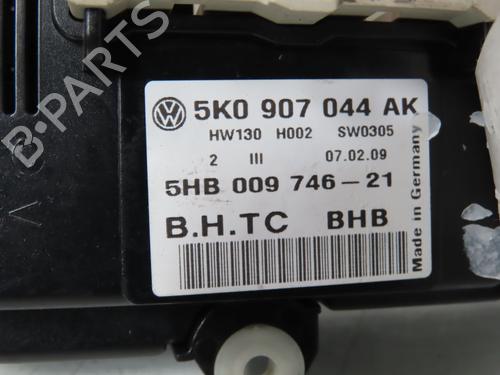 B-PARTS
5K0 907 044 AK
HW130 H002 SW0305
2 III 07.02.09
5HB 009 746-21
B.H.TC BHB
Made in Germany
B-PARTS